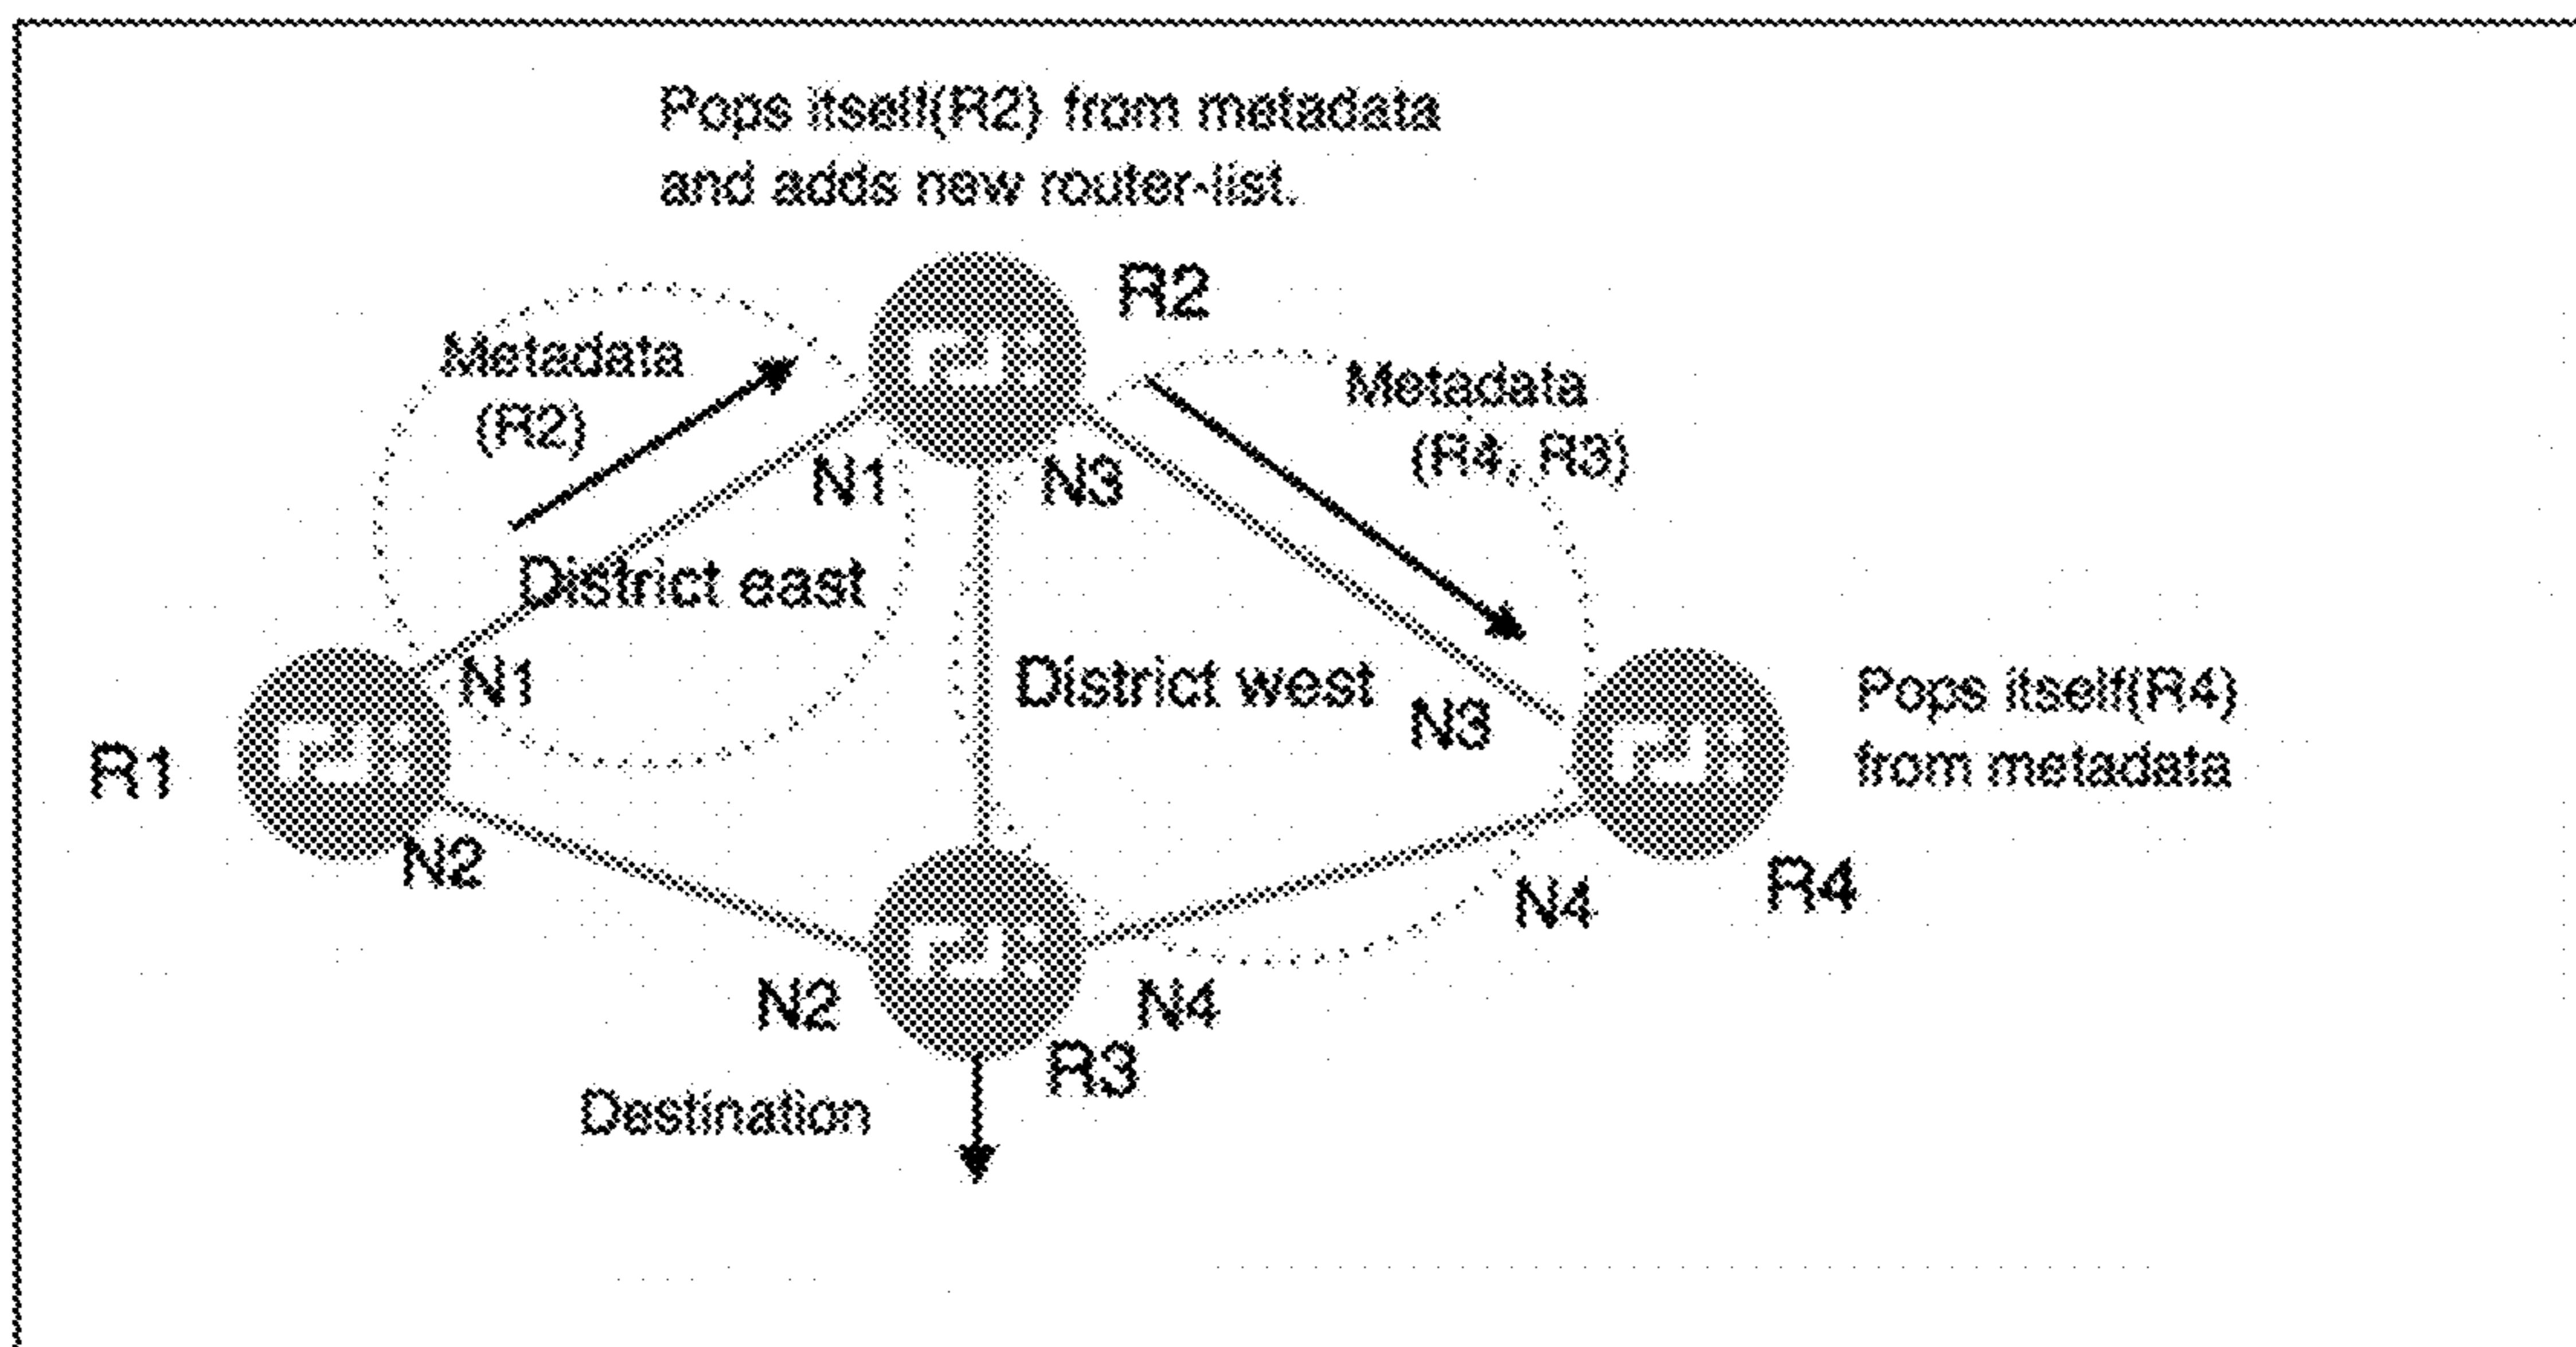 Pops itself(R2) from metadata
and adds new router-list.
R2
Metadata
(R2)
Metadata
(R4, R3)
N1
N3
District east
N1
District west
N3
Pops itself(R4)
from metadata
R1
N2
R4
N4
N2
N4
R3
Destination